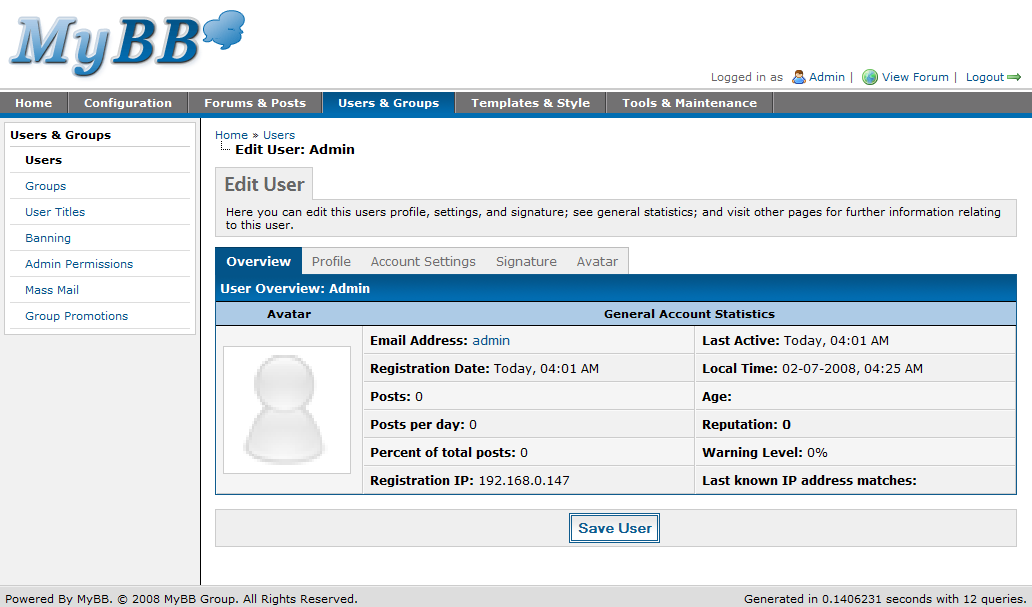 MyBB
Logged in as Admin | View Forum | Logout
Home Configuration Forums & Posts Users & Groups Templates & Style Tools & Maintenance
Users & Groups
Users
Groups
User Titles
Banning
Admin Permissions
Mass Mail
Group Promotions
Home » Users
Edit User: Admin
Edit User
Here you can edit this users profile, settings, and signature; see general statistics; and visit other pages for further information relating
to this user.
Overview Profile Account Settings Signature Avatar
User Overview: Admin
Avatar General Account Statistics
Email Address: admin Last Active: Today, 04:01 AM
Registration Date: Today, 04:01 AM Local Time: 02-07-2008, 04:25 AM
Posts: 0 Age:
Posts per day: 0 Reputation: 0
Percent of total posts: 0 Warning Level: 0%
Registration IP: 192.168.0.147 Last known IP address matches:
Save User
Powered By MyBB. © 2008 MyBB Group. All Rights Reserved. Generated in 0.1406231 seconds with 12 queries.